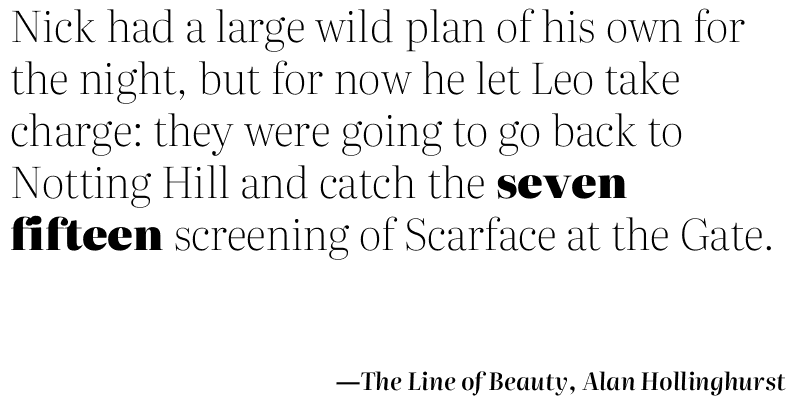 Nick had a large wild plan of his own for
the night, but for now he let Leo take
charge: they were going to go back to
Notting Hill and catch the seven
fifteen screening of Scarface at the Gate.
—The Line of Beauty, Alan Hollinghurst